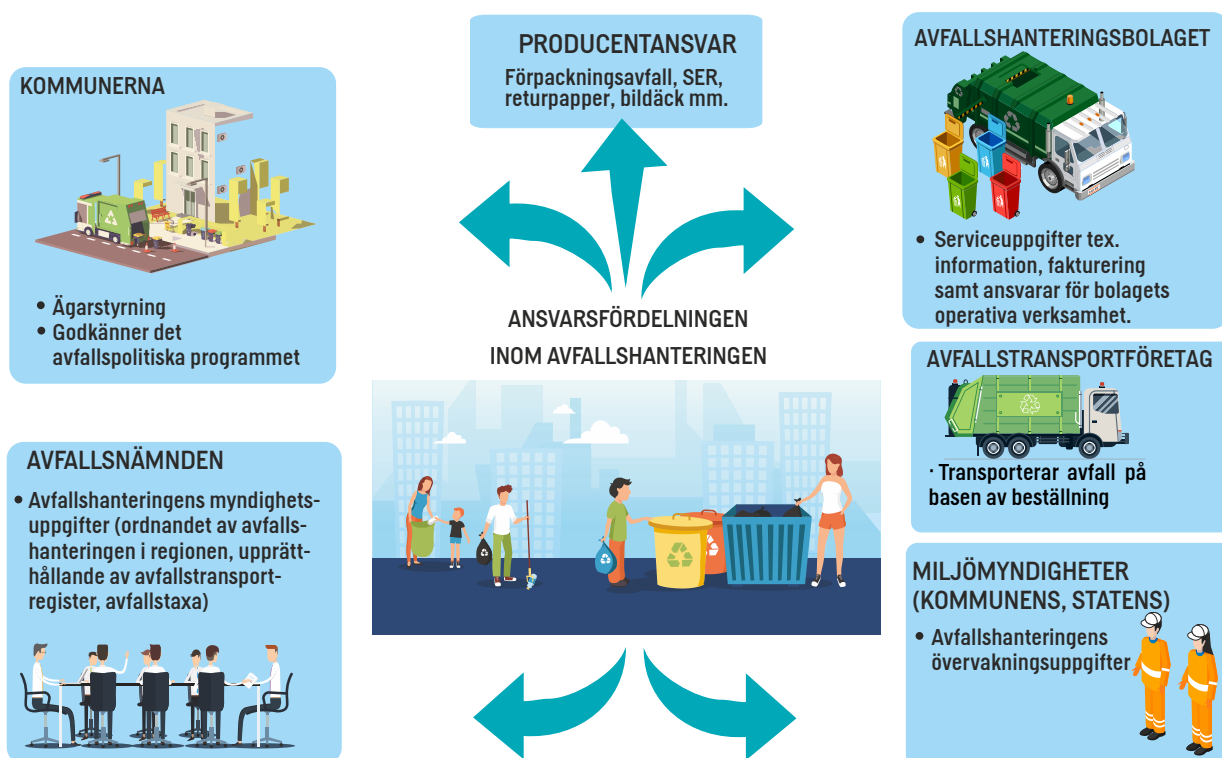 KOMMUNERNA
• Ägarstyrning
• Godkänner det
avfallspolitiska programmet
AVFALLSNÄMNDEN
• Avfallshanteringens myndighets-
uppgifter (ordnandet av avfalls-
hanteringen i regionen, upprätt-
hållande av avfallstransport-
register, avfallstaxa)
PRODUCENTANSVAR
Förpackningsavfall, SER,
returpapper, bildäck mm.
ANSVARSFÖRDELNINGEN
INOM AVFALLSHANTERINGEN
AVFALLSHANTERINGSBOLAGET
• Serviceuppgifter tex.
information, fakturering
samt ansvarar för bolagets
operativa verksamhet.
AVFALLSTRANSPORTFÖRETAG
· Transporterar avfall på
basen av beställning
MILJÖMYNDIGHETER
(KOMMUNENS, STATENS)
• Avfallshanteringens
övervakningsuppgifter